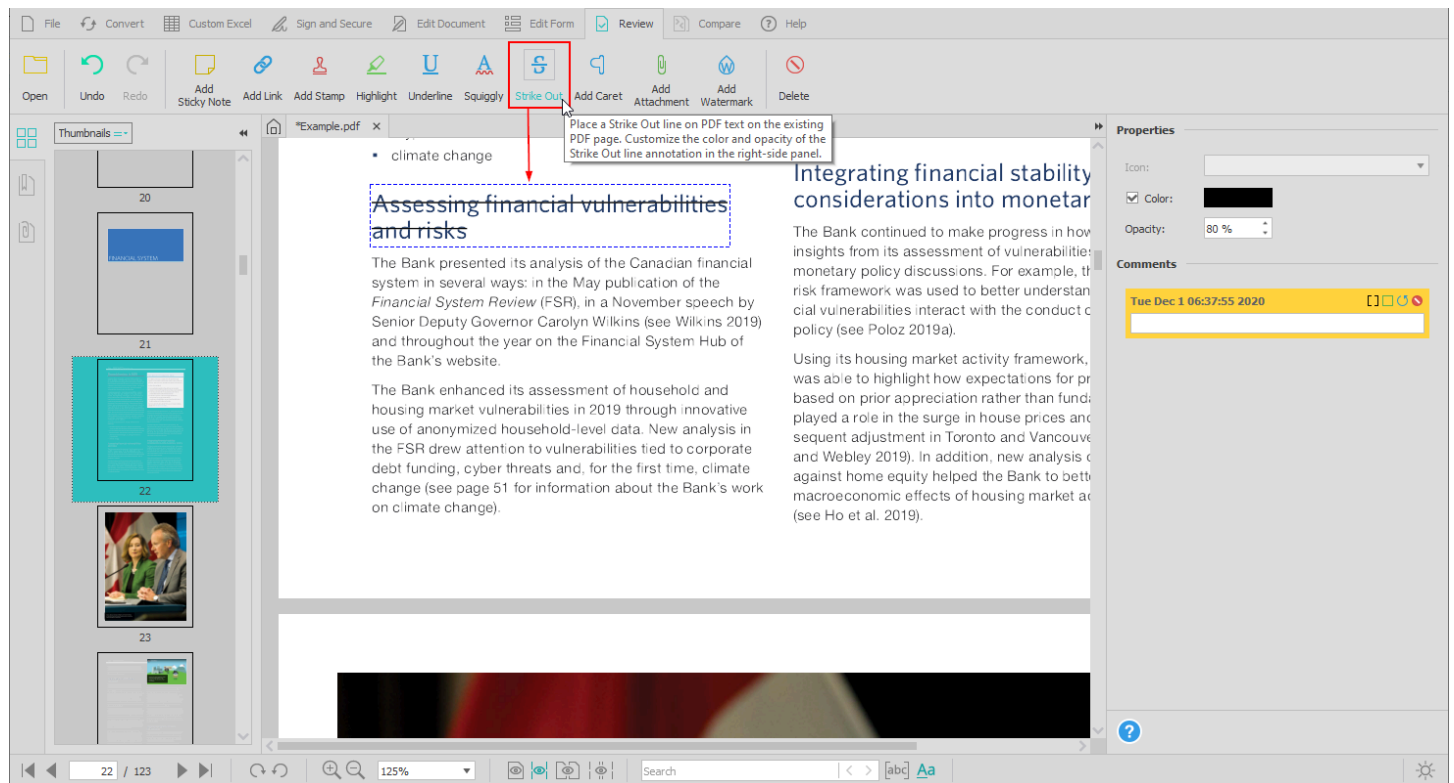 File Convert Custom Excel Sign and Secure Edit Document Edit Form Review Compare Help
Open Undo Redo Add Sticky Note Add Link Add Stamp Highlight Underline Squiggly Strike Out Add Caret Add Attachment Add Watermark Delete
Place a Strike Out line on PDF text on the existing
PDF page. Customize the color and opacity of the
Strike Out line annotation in the right-side panel.
Thumbnails
20
FINANCIAL SYSTEM
21
22
23
*Example.pdf
• climate change
Assessing financial vulnerabilities
and risks
The Bank presented its analysis of the Canadian financial
system in several ways: in the May publication of the
Financial System Review (FSR), in a November speech by
Senior Deputy Governor Carolyn Wilkins (see Wilkins 2019)
and throughout the year on the Financial System Hub of
the Bank's website.
The Bank enhanced its assessment of household and
housing market vulnerabilities in 2019 through innovative
use of anonymized household-level data. New analysis in
the FSR drew attention to vulnerabilities tied to corporate
debt funding, cyber threats and, for the first time, climate
change (see page 51 for information about the Bank's work
on climate change).
Integrating financial stability
considerations into monetar
The Bank continued to make progress in how
insights from its assessment of vulnerabilities
monetary policy discussions. For example, th
risk framework was used to better understan
cial vulnerabilities interact with the conduct o
policy (see Poloz 2019a).
Using its housing market activity framework,
was able to highlight how expectations for pr
based on prior appreciation rather than funda
played a role in the surge in house prices and
sequent adjustment in Toronto and Vancouve
and Webley 2019). In addition, new analysis o
against home equity helped the Bank to bette
macroeconomic effects of housing market ac
(see Ho et al. 2019).
Properties
Icon:
Color:
Opacity: 80 %
Comments
Tue Dec 1 06:37:55 2020
22 / 123 125% Search [abc] Aa